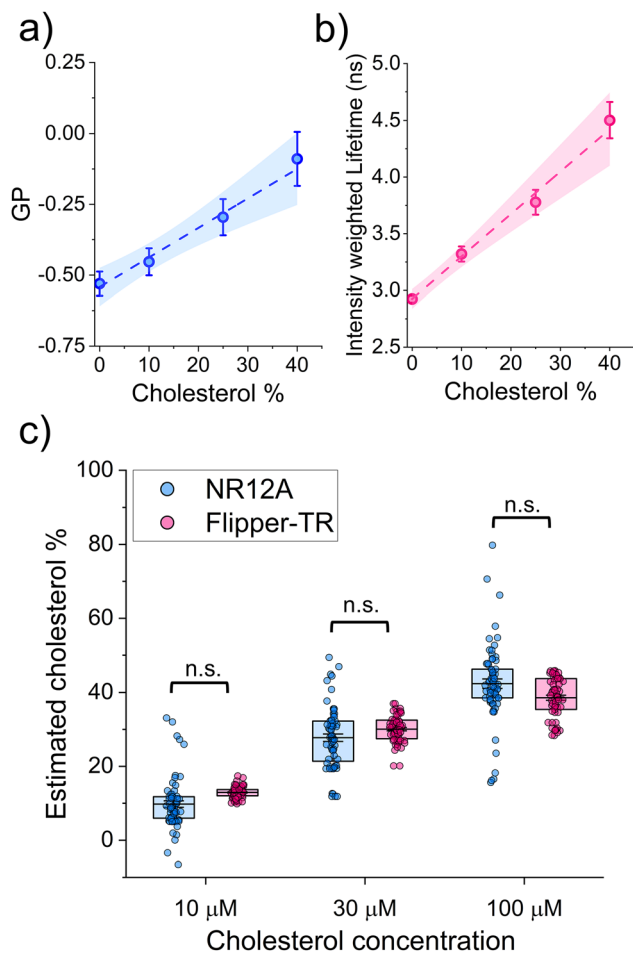 a)
GP
0.25
0.00
-0.25
-0.50
-0.75
0 10 20 30 40
Cholesterol %
b)
Intensity weighted Lifetime (ns)
5.0
4.5
3.5
3.0
2.5
0 10 20 30 40
Cholesterol %
c)
Estimated cholesterol %
100
80
60
40
20
0
NR12A
Flipper-TR
n.s.
n.s.
n.s.
10 μM 30 μM 100 μM
Cholesterol concentration